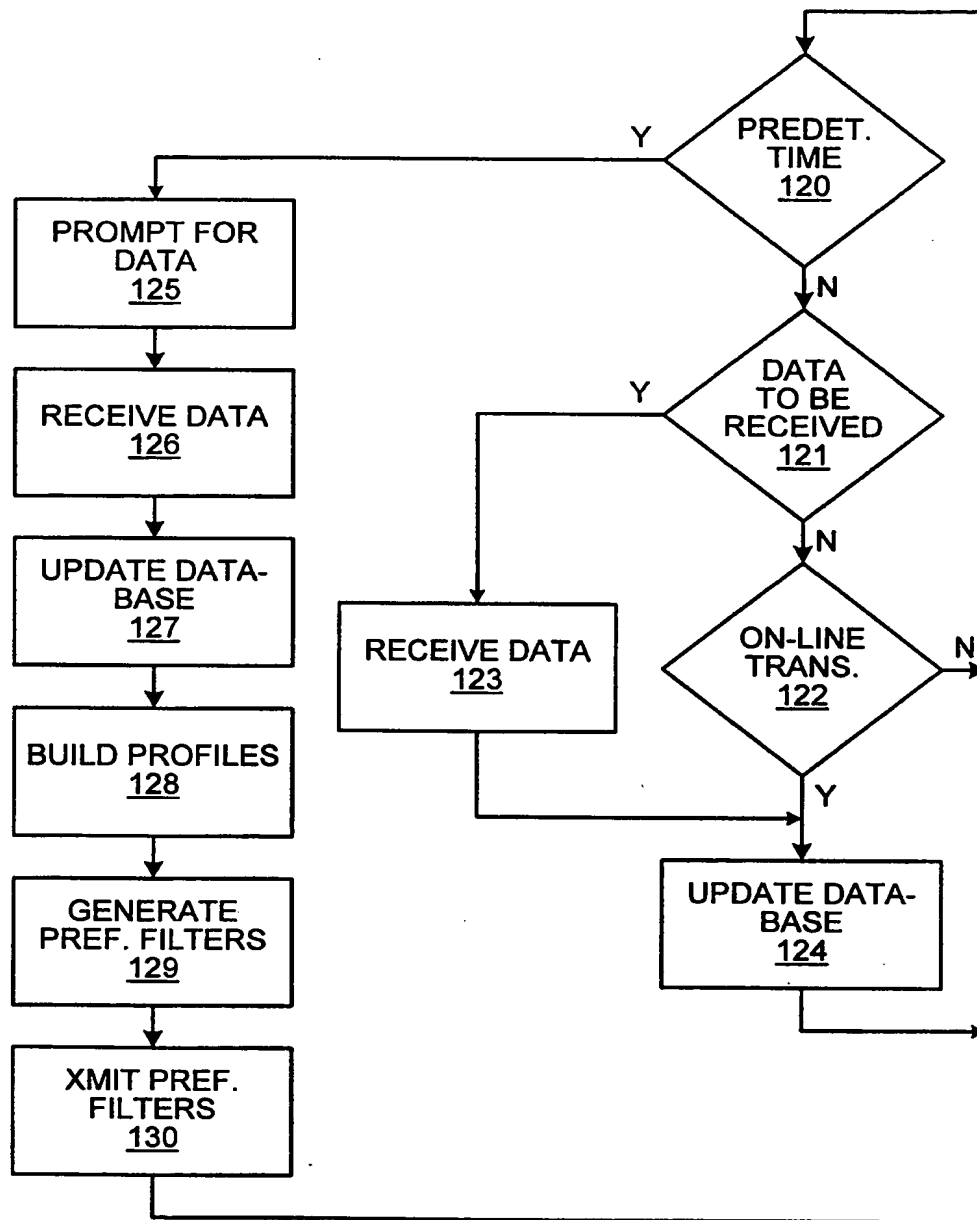 PREDET.
TIME
120
Y
N
PROMPT FOR
DATA
125
DATA
TO BE
RECEIVED
121
Y
N
RECEIVE DATA
126
UPDATE DATA-
BASE
127
RECEIVE DATA
123
ON-LINE
TRANS.
122
N
Y
BUILD PROFILES
128
UPDATE DATA-
BASE
124
GENERATE
PREF. FILTERS
129
XMIT PREF.
FILTERS
130